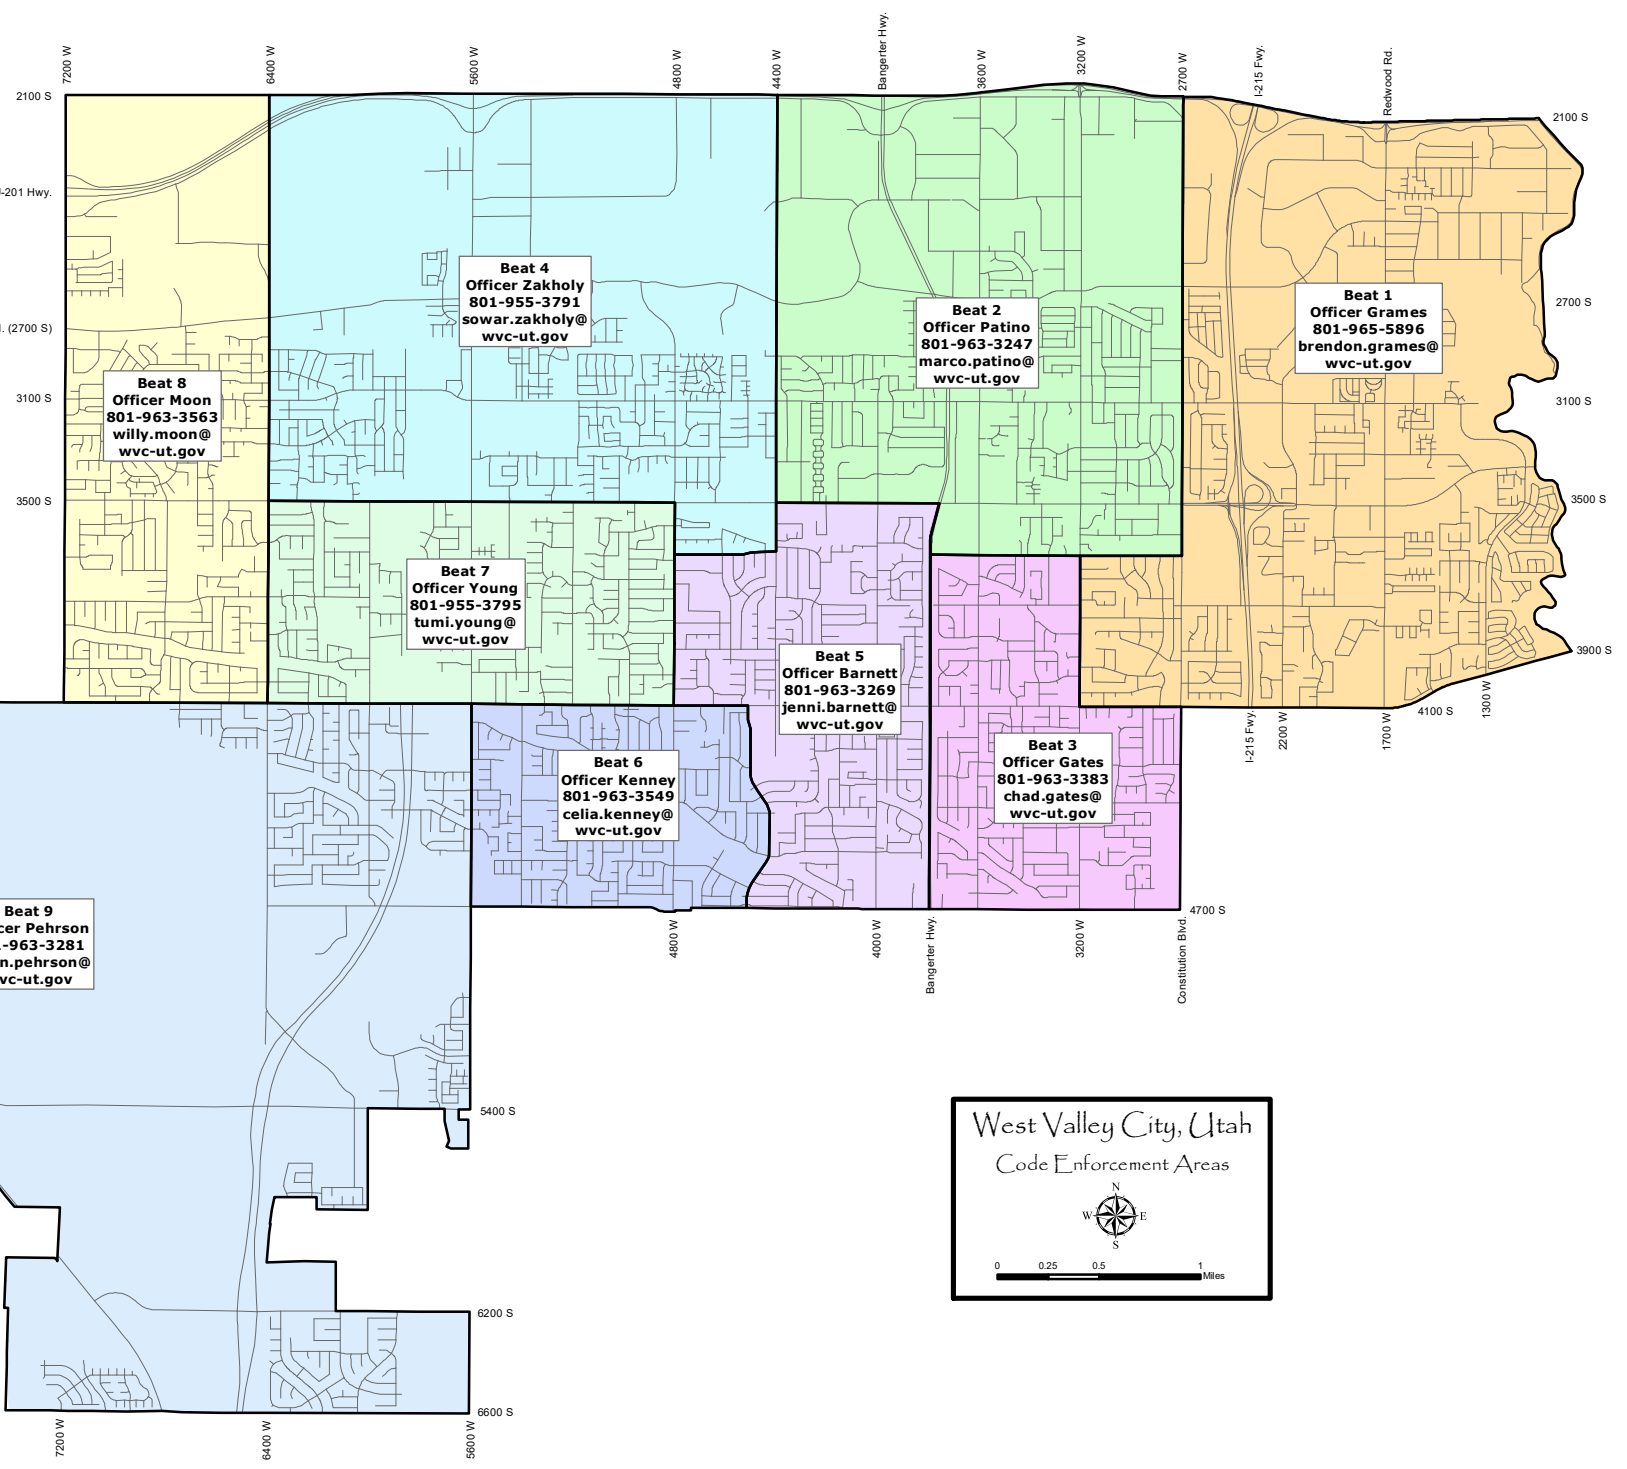 7200 W
6400 W
5600 W
4800 W
4400 W
Bangerter Hwy.
3600 W
3200 W
2700 W
I-215 Fwy.
Redwood Rd.
2100 S
2100 S
-201 Hwy.
2700 S
(2700 S)
3100 S
3100 S
3500 S
3500 S
3900 S
Beat 4
Officer Zakholy
801-955-3791
sowar.zakholy@
wvc-ut.gov
Beat 2
Officer Patino
801-963-3247
marco.patino@
wvc-ut.gov
Beat 1
Officer Grames
801-965-5896
brendon.grames@
wvc-ut.gov
Beat 8
Officer Moon
801-963-3563
willy.moon@
wvc-ut.gov
Beat 7
Officer Young
801-955-3795
tumi.young@
wvc-ut.gov
Beat 5
Officer Barnett
801-963-3269
jenni.barnett@
wvc-ut.gov
Beat 3
Officer Gates
801-963-3383
chad.gates@
wvc-ut.gov
Beat 6
Officer Kenney
801-963-3549
celia.kenney@
wvc-ut.gov
Beat 9
cer Pehrson
-963-3281
n.pehrson@
vc-ut.gov
I-215 Fwy.
2200 W
1700 W
4100 S
1300 W
4700 S
4800 W
4000 W
Bangerter Hwy.
3200 W
Constitution Blvd.
5400 S
6200 S
6600 S
7200 W
6400 W
5600 W
West Valley City, Utah
Code Enforcement Areas
N
W E
S
0 0.25 0.5 1
Miles